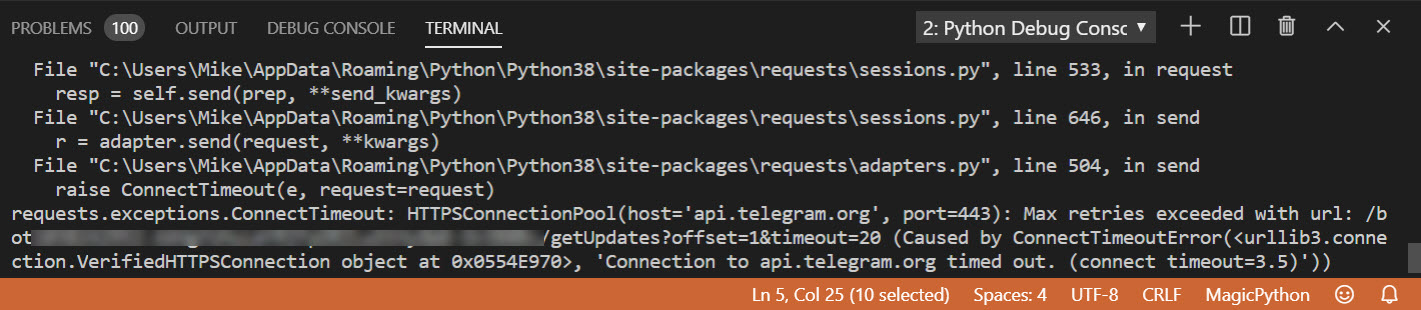 PROBLEMS 100 OUTPUT DEBUG CONSOLE TERMINAL 2: Python Debug Consc
File "C:\Users\Mike\AppData\Roaming\Python\Python38\site-packages\requests\sessions.py", line 533, in request
resp = self.send(prep, **send_kwargs)
File "C:\Users\Mike\AppData\Roaming\Python\Python38\site-packages\requests\sessions.py", line 646, in send
r = adapter.send(request, **kwargs)
File "C:\Users\Mike\AppData\Roaming\Python\Python38\site-packages\requests\adapters.py", line 504, in send
raise ConnectTimeout(e, request=request)
requests.exceptions.ConnectTimeout: HTTPSConnectionPool(host='api.telegram.org', port=443): Max retries exceeded with url: /b
ot /getUpdates?offset=1&timeout=20 (Caused by ConnectTimeoutError(<urllib3.conne
ction.VerifiedHTTPSConnection object at 0x0554E970>, 'Connection to api.telegram.org timed out. (connect timeout=3.5)'))
Ln 5, Col 25 (10 selected) Spaces: 4 UTF-8 CRLF MagicPython